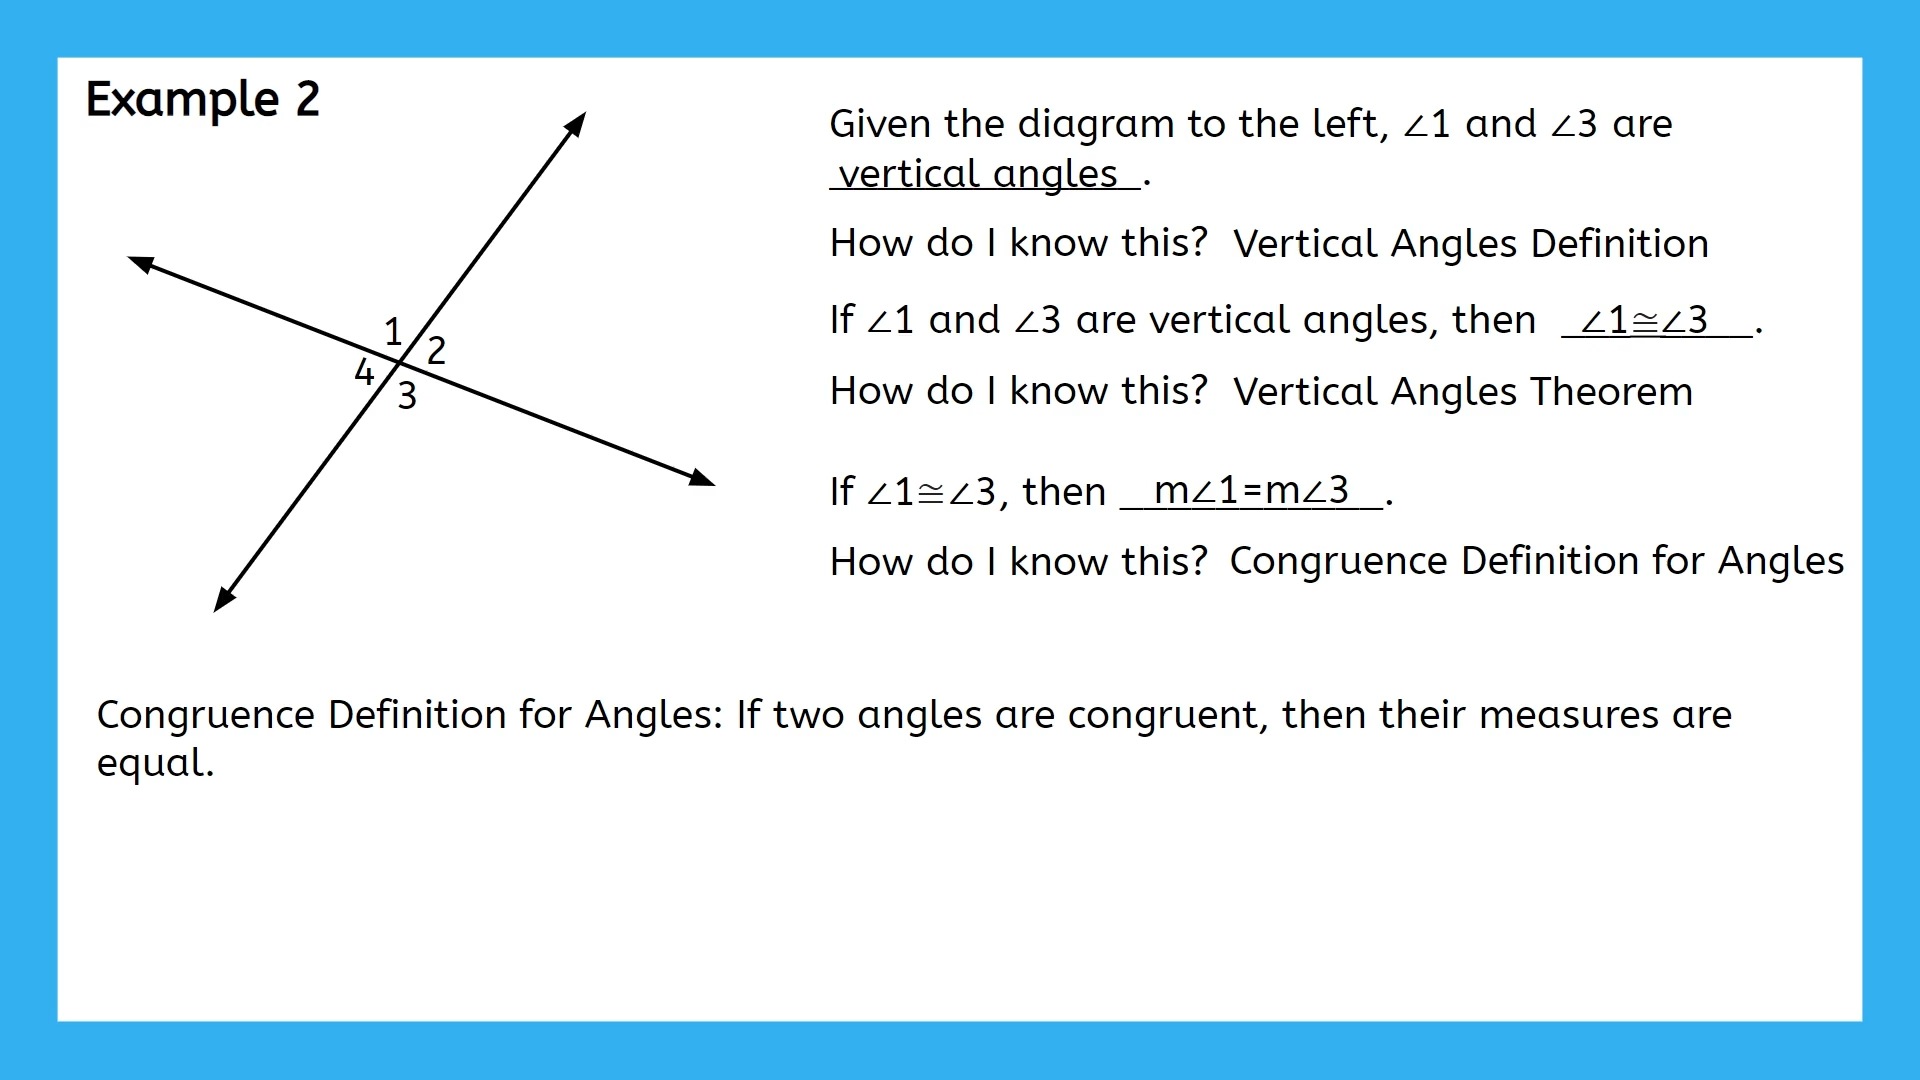 Example 2
1
2
4
3
Given the diagram to the left, ∠1 and ∠3 are
vertical angles.
How do I know this? Vertical Angles Definition
If ∠1 and ∠3 are vertical angles, then ∠1≅∠3.
How do I know this? Vertical Angles Theorem
If ∠1≅∠3, then m∠1=m∠3.
How do I know this? Congruence Definition for Angles
Congruence Definition for Angles: If two angles are congruent, then their measures are
equal.